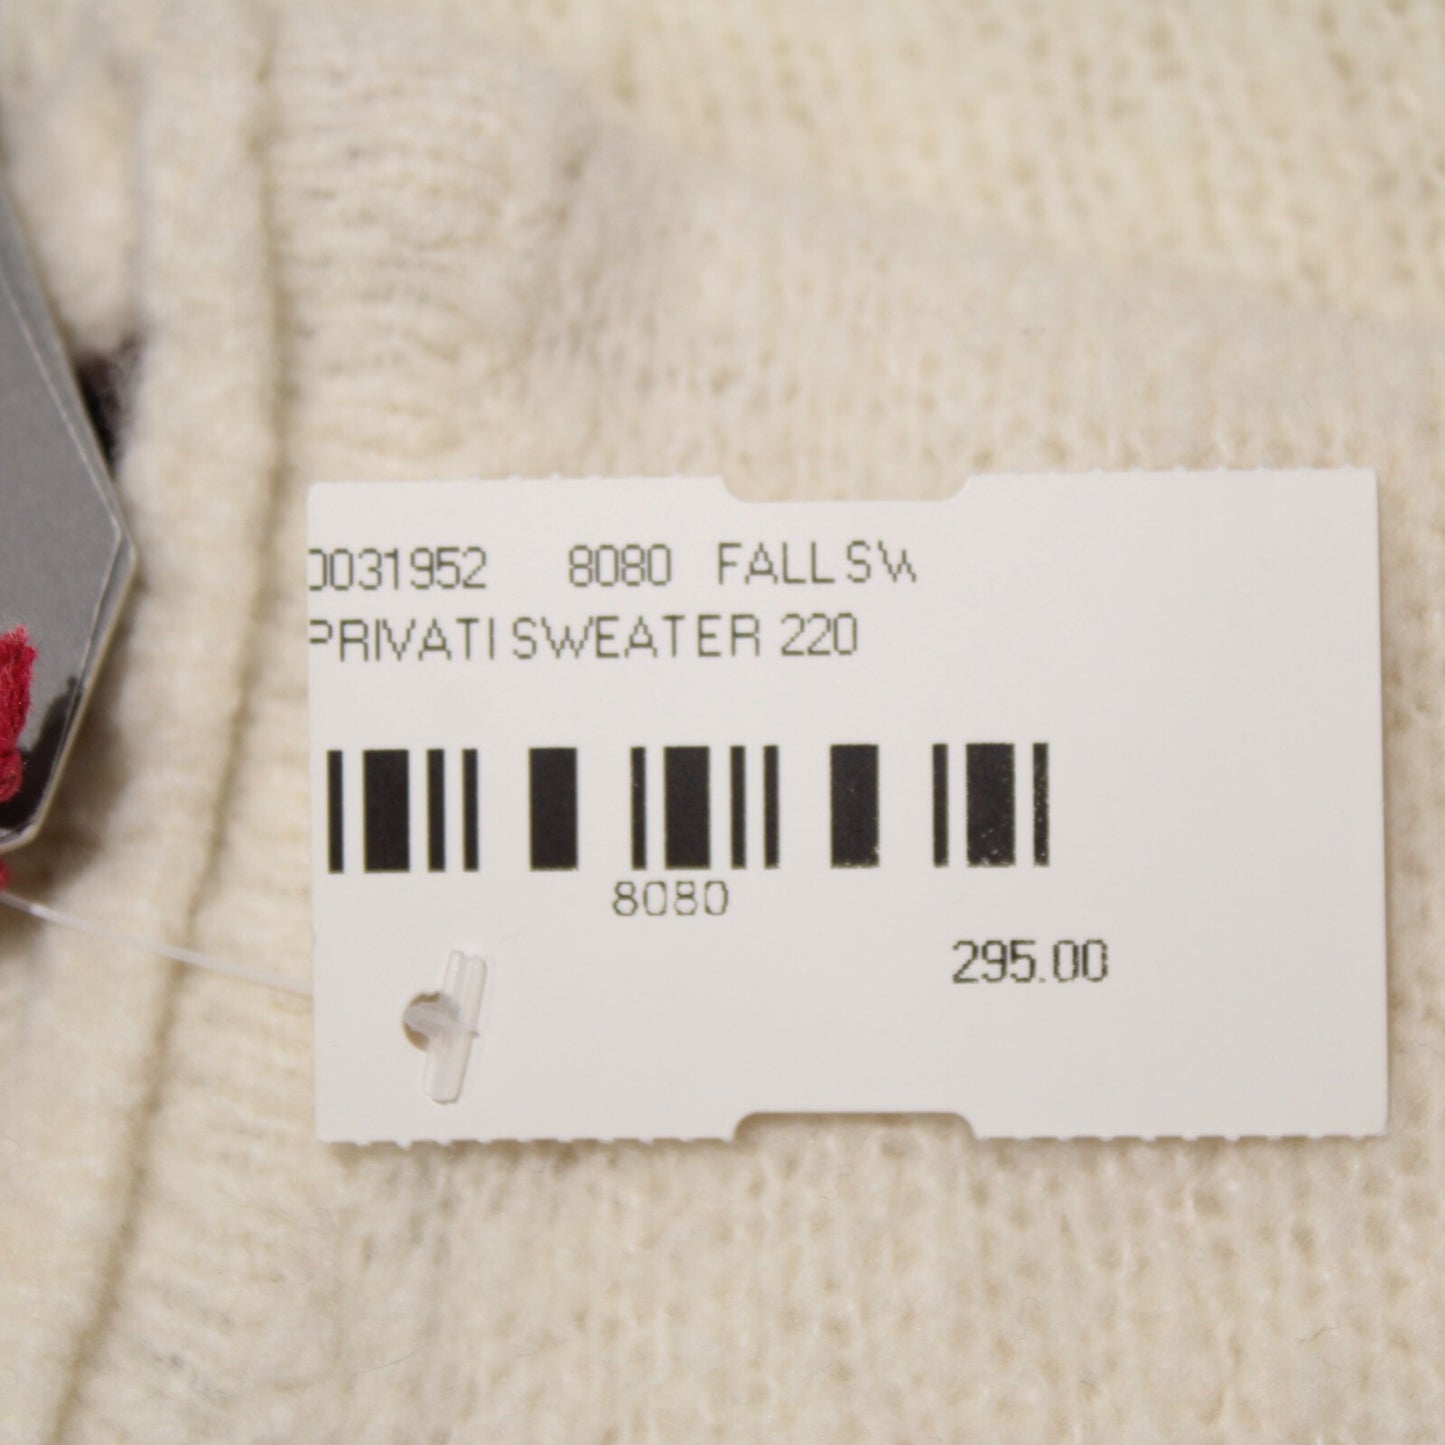 0031952 8080 FALL SW
PRIVATI SWEATER 220
8080
295.00